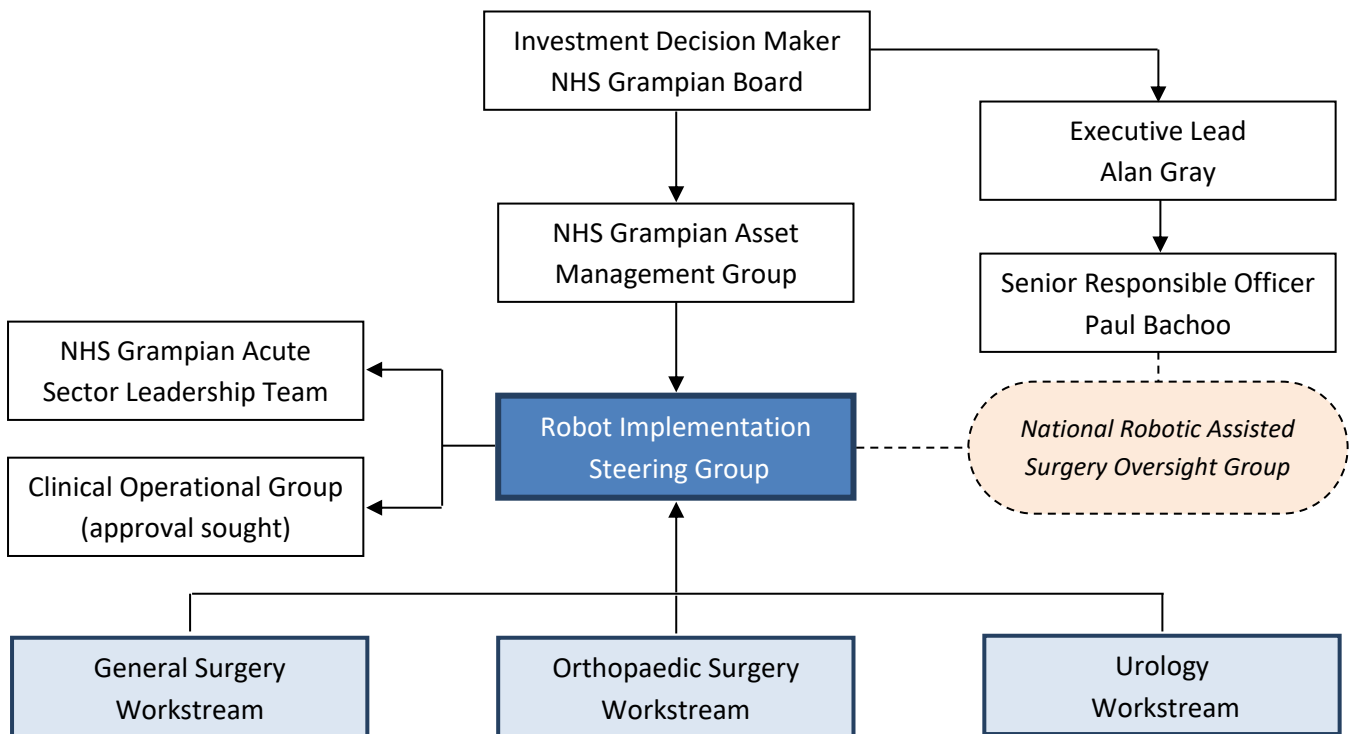 Investment Decision Maker
NHS Grampian Board
Executive Lead
Alan Gray
NHS Grampian Asset
Management Group
Senior Responsible Officer
Paul Bachoo
NHS Grampian Acute
Sector Leadership Team
Robot Implementation
Steering Group
National Robotic Assisted
Surgery Oversight Group
Clinical Operational Group
(approval sought)
General Surgery
Workstream
Orthopaedic Surgery
Workstream
Urology
Workstream